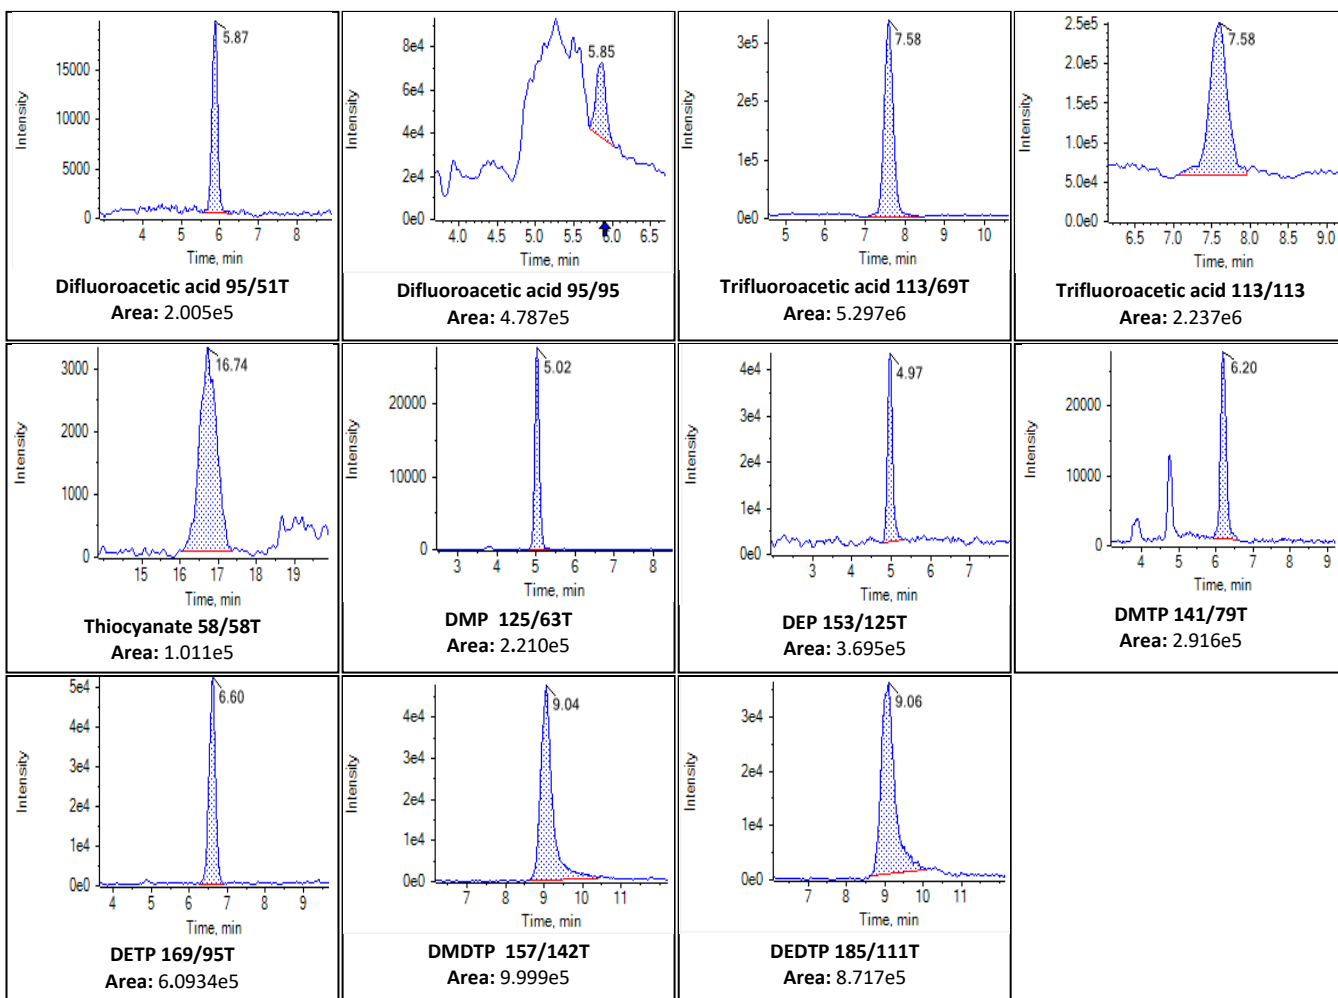 5.87
15000
10000
5000
0
Intensity
4 5 6 7 8
Time, min
Difluoroacetic acid 95/51T
Area: 2.005e5
5.85
8e4
6e4
4e4
2e4
0e0
Intensity
4.0 4.5 5.0 5.5 6.0 6.5
Time, min
Difluoroacetic acid 95/95
Area: 4.787e5
7.58
3e5
2e5
1e5
0e0
Intensity
5 6 7 8 9 10
Time, min
Trifluoroacetic acid 113/69T
Area: 5.297e6
2.5e5
7.58
2.0e5
1.5e5
1.0e5
5.0e4
0.0e0
Intensity
6.5 7.0 7.5 8.0 8.5 9.0
Time, min
Trifluoroacetic acid 113/113
Area: 2.237e6
3000
16.74
2000
1000
0
Intensity
15 16 17 18 19
Time, min
Thiocyanate 58/58T
Area: 1.011e5
5.02
20000
10000
0
Intensity
3 4 5 6 7 8
Time, min
DMP 125/63T
Area: 2.210e5
4e4
4.97
3e4
2e4
1e4
0e0
Intensity
3 4 5 6 7
Time, min
DEP 153/125T
Area: 3.695e5
6.20
20000
10000
0
Intensity
4 5 6 7 8 9
Time, min
DMTP 141/79T
Area: 2.916e5
5e4
6.60
4e4
3e4
2e4
1e4
0e0
Intensity
4 5 6 7 8 9
Time, min
DETP 169/95T
Area: 6.0934e5
9.04
4e4
3e4
2e4
1e4
0e0
Intensity
7 8 9 10 11
Time, min
DMDTP 157/142T
Area: 9.999e5
9.06
3e4
2e4
1e4
0e0
Intensity
7 8 9 10 11
Time, min
DEDTP 185/111T
Area: 8.717e5